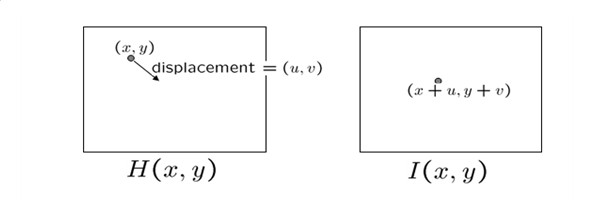 (x, y)
displacement = (u, v)
(x + u, y + v)
H(x, y)
I(x, y)